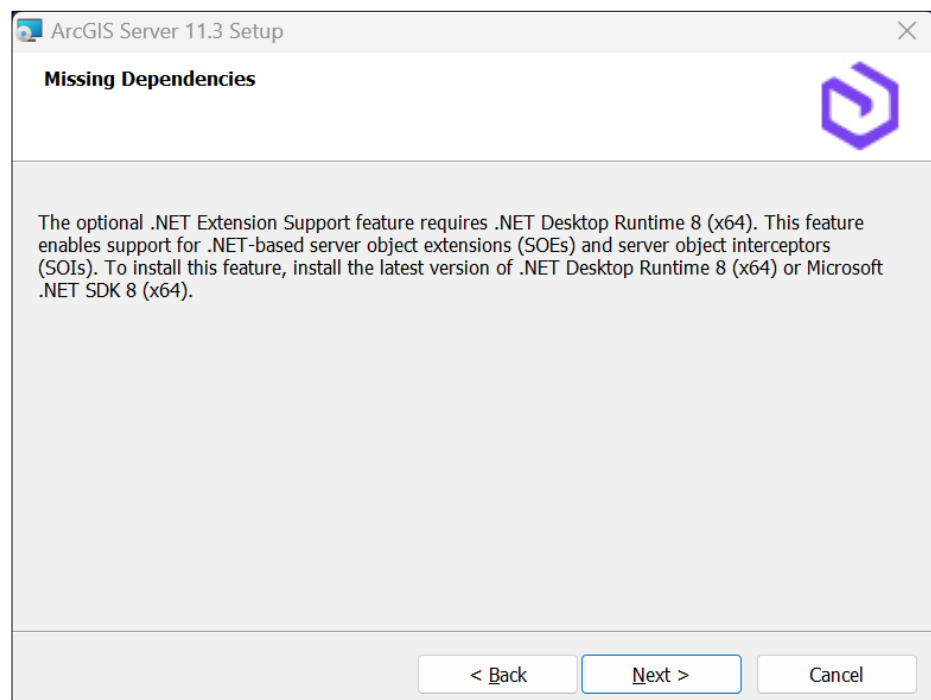 ArcGIS Server 11.3 Setup
Missing Dependencies
The optional .NET Extension Support feature requires .NET Desktop Runtime 8 (x64). This feature
enables support for .NET-based server object extensions (SOEs) and server object interceptors
(SOIs). To install this feature, install the latest version of .NET Desktop Runtime 8 (x64) or Microsoft
.NET SDK 8 (x64).
< Back
Next >
Cancel